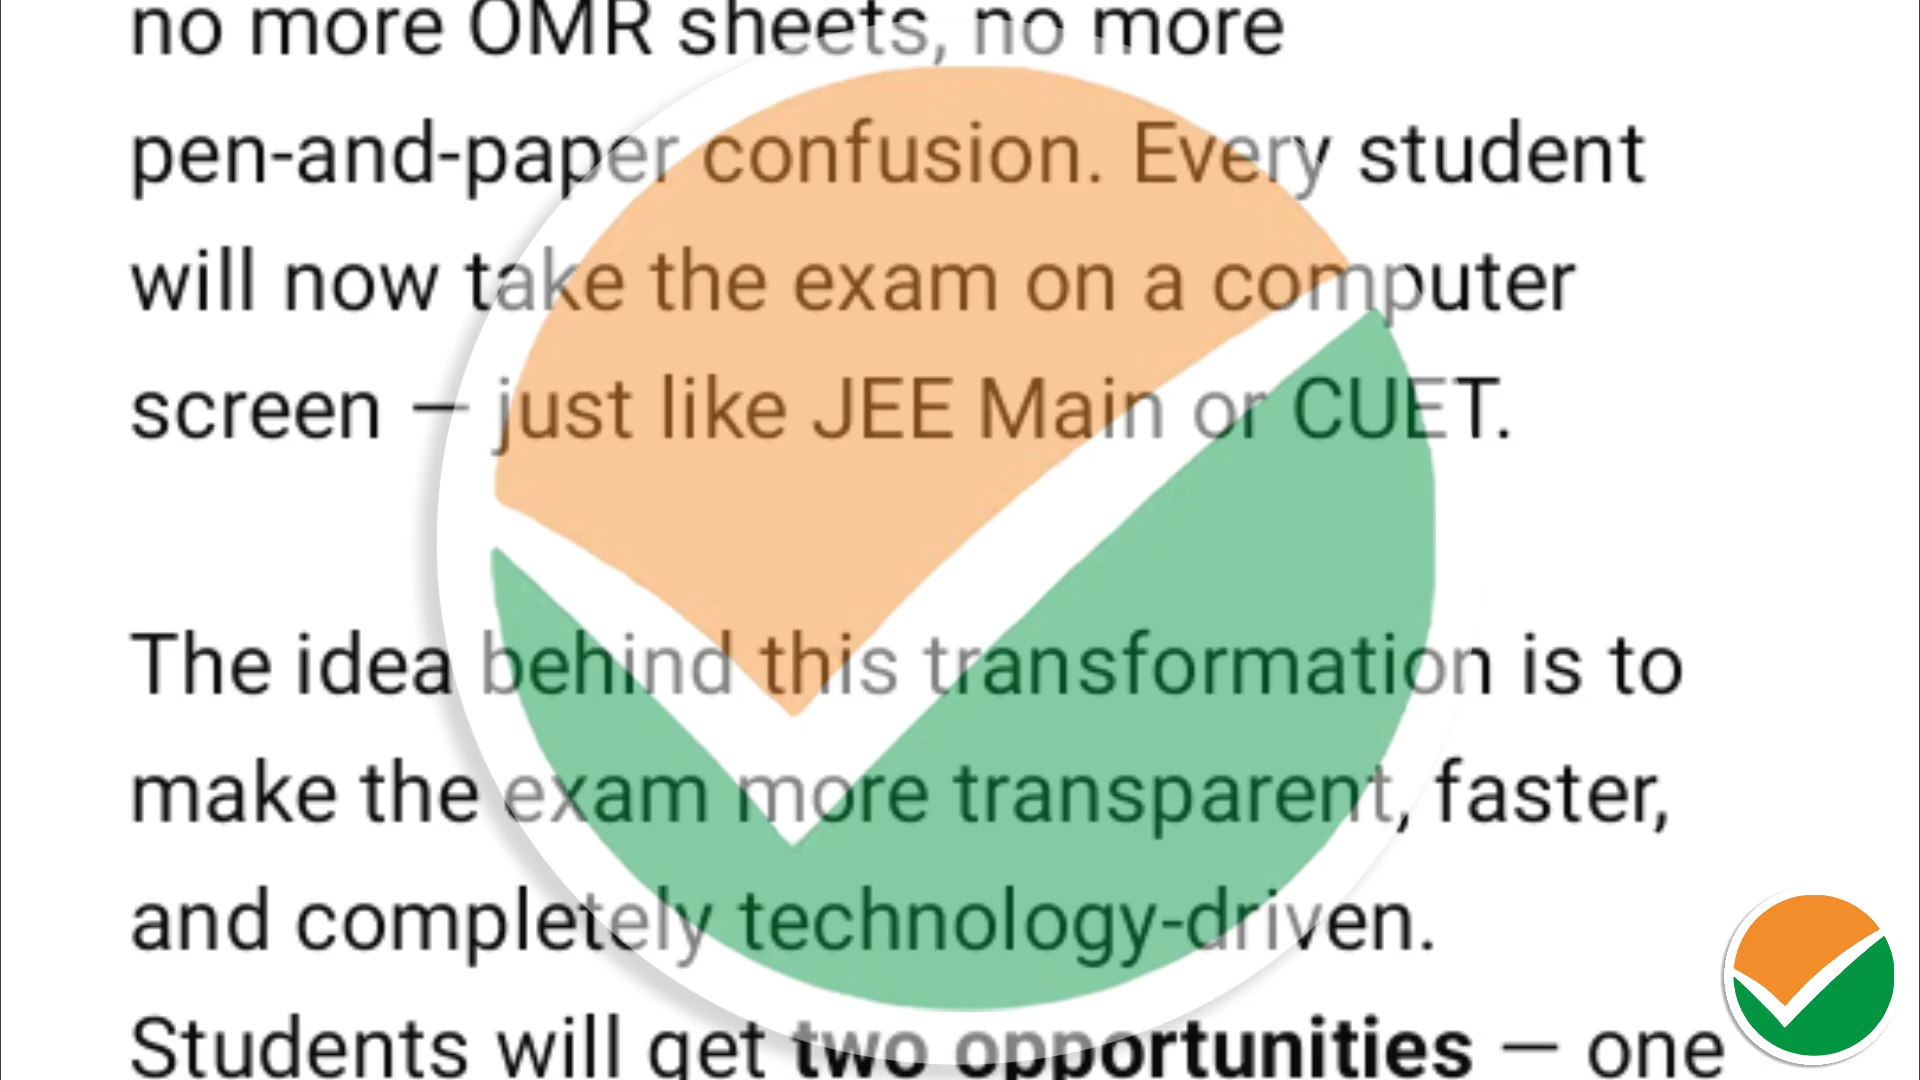 no more OMR sheets, no more
pen-and-paper confusion. Every student
will now take the exam on a computer
screen — just like JEE Main or CUET.
The idea behind this transformation is to
make the exam more transparent, faster,
and completely technology-driven.
Students will get two opportunities — one